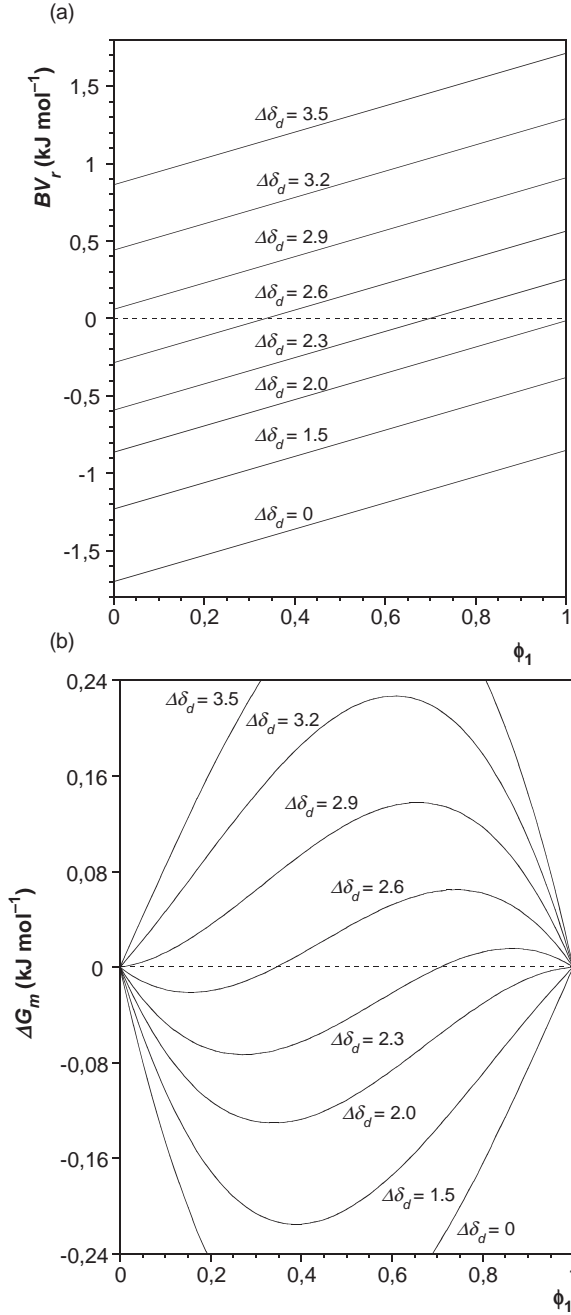 (a)
BVᵣ (kJ mol⁻¹)
1,5
1
0,5
0
-0,5
-1
-1,5
Δδ_d = 3.5
Δδ_d = 3.2
Δδ_d = 2.9
Δδ_d = 2.6
Δδ_d = 2.3
Δδ_d = 2.0
Δδ_d = 1.5
Δδ_d = 0
0 0,2 0,4 0,6 0,8 1
ϕ₁
(b)
ΔG_m (kJ mol⁻¹)
0,24
0,16
0,08
0
-0,08
-0,16
-0,24
Δδ_d = 3.5
Δδ_d = 3.2
Δδ_d = 2.9
Δδ_d = 2.6
Δδ_d = 2.3
Δδ_d = 2.0
Δδ_d = 1.5
Δδ_d = 0
0 0,2 0,4 0,6 0,8 1
ϕ₁